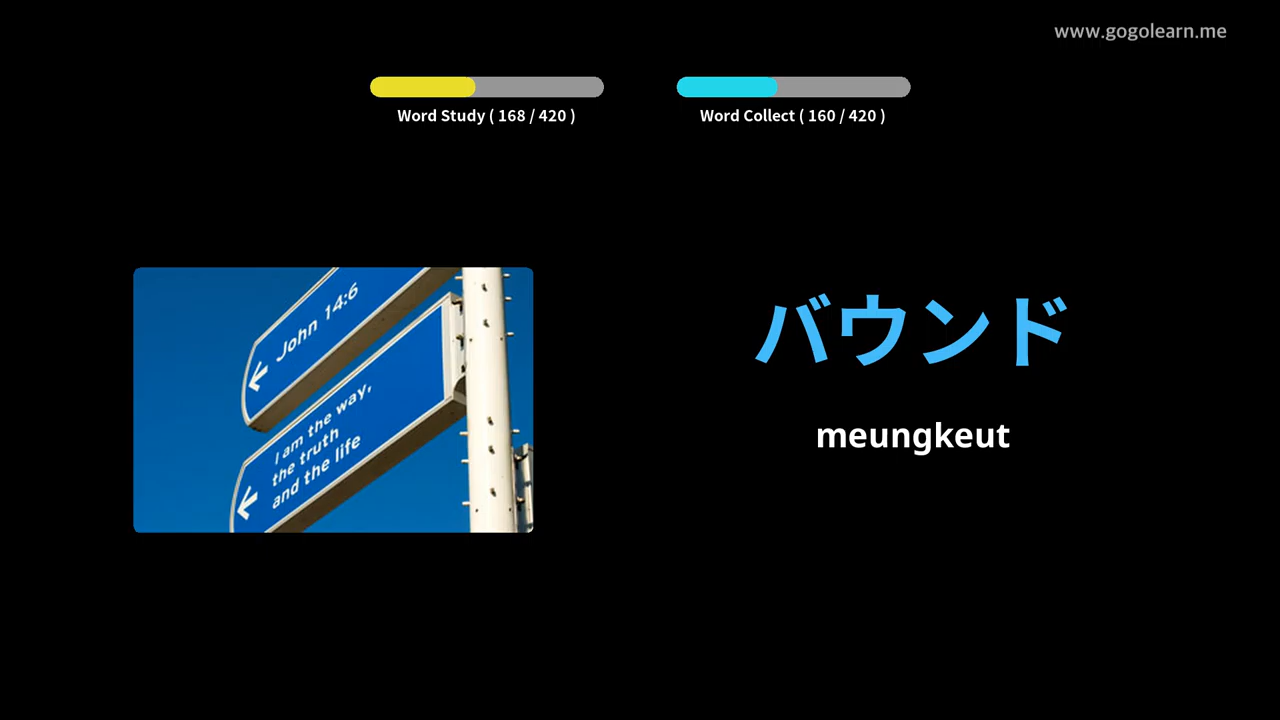 www.gogolearn.me
Word Study ( 168 / 420 )
Word Collect ( 160 / 420 )
John 14:6
I am the way,
the truth
and the life
バウンド
meungkeut